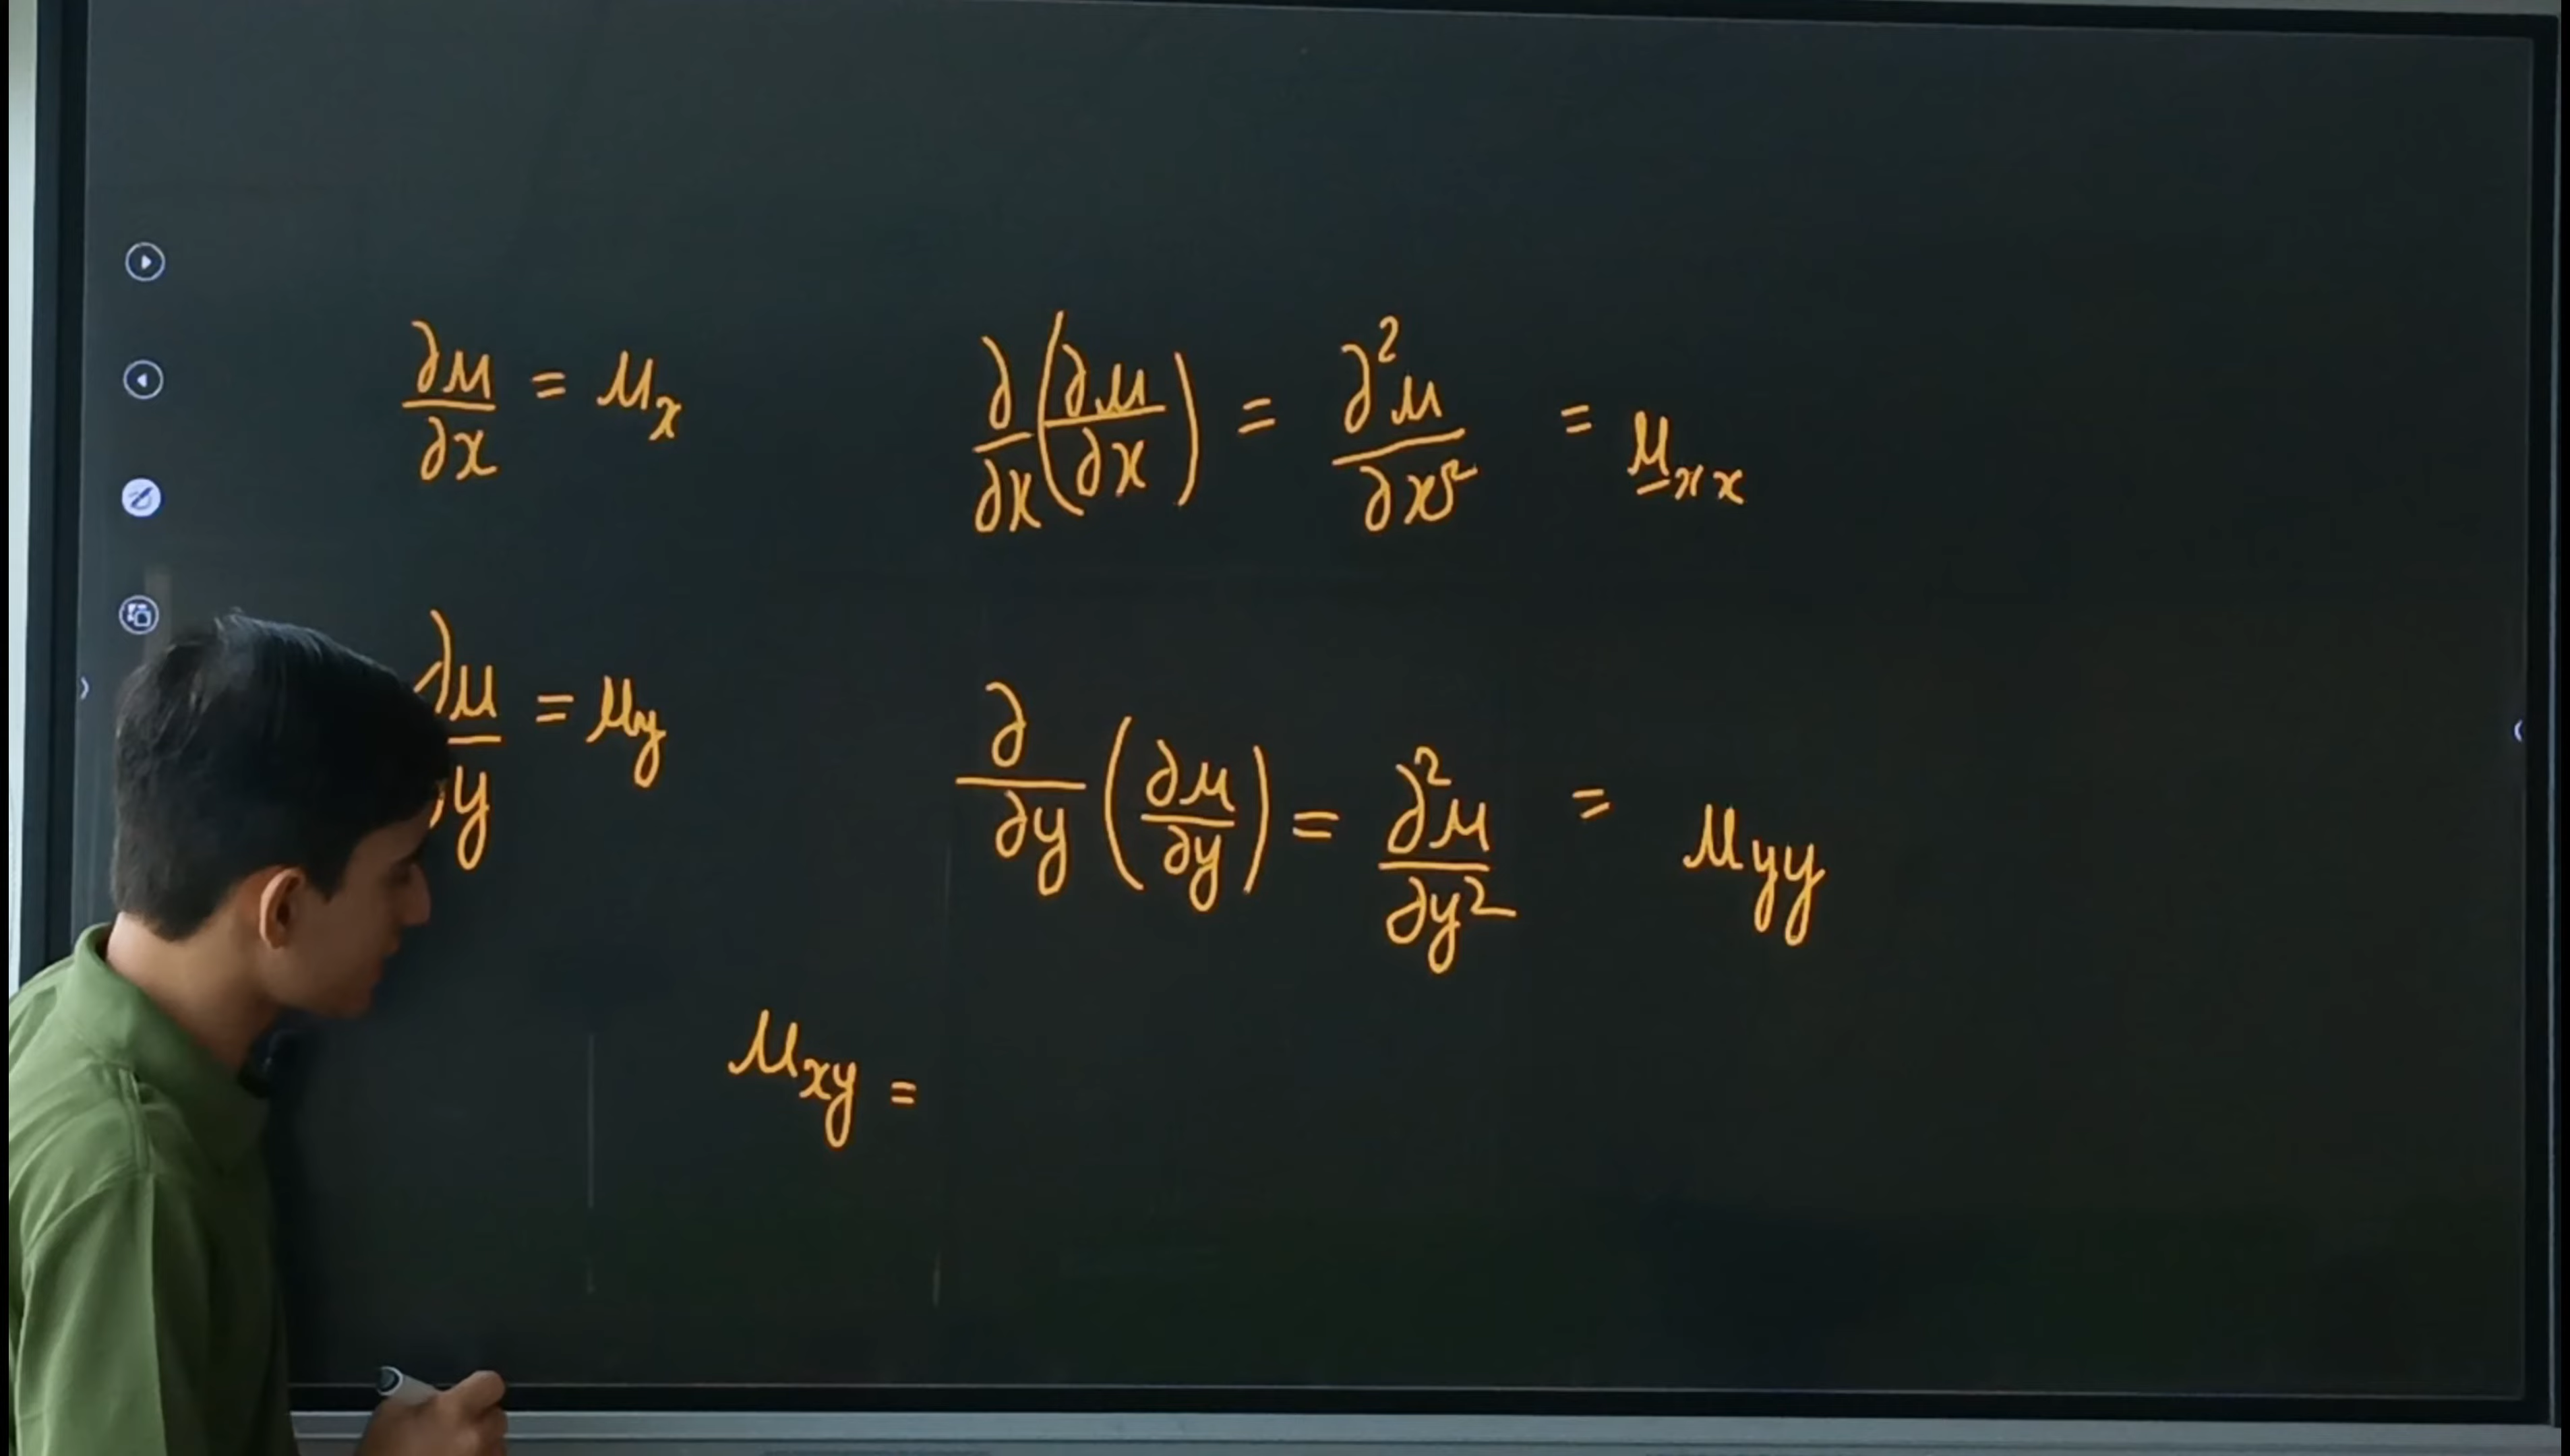 ∂u/∂x = u_x
∂/∂x (∂u/∂x) = ∂²u/∂x² = u_xx
∂u/∂y = u_y
∂/∂y (∂u/∂y) = ∂²u/∂y² = u_yy
u_xy =